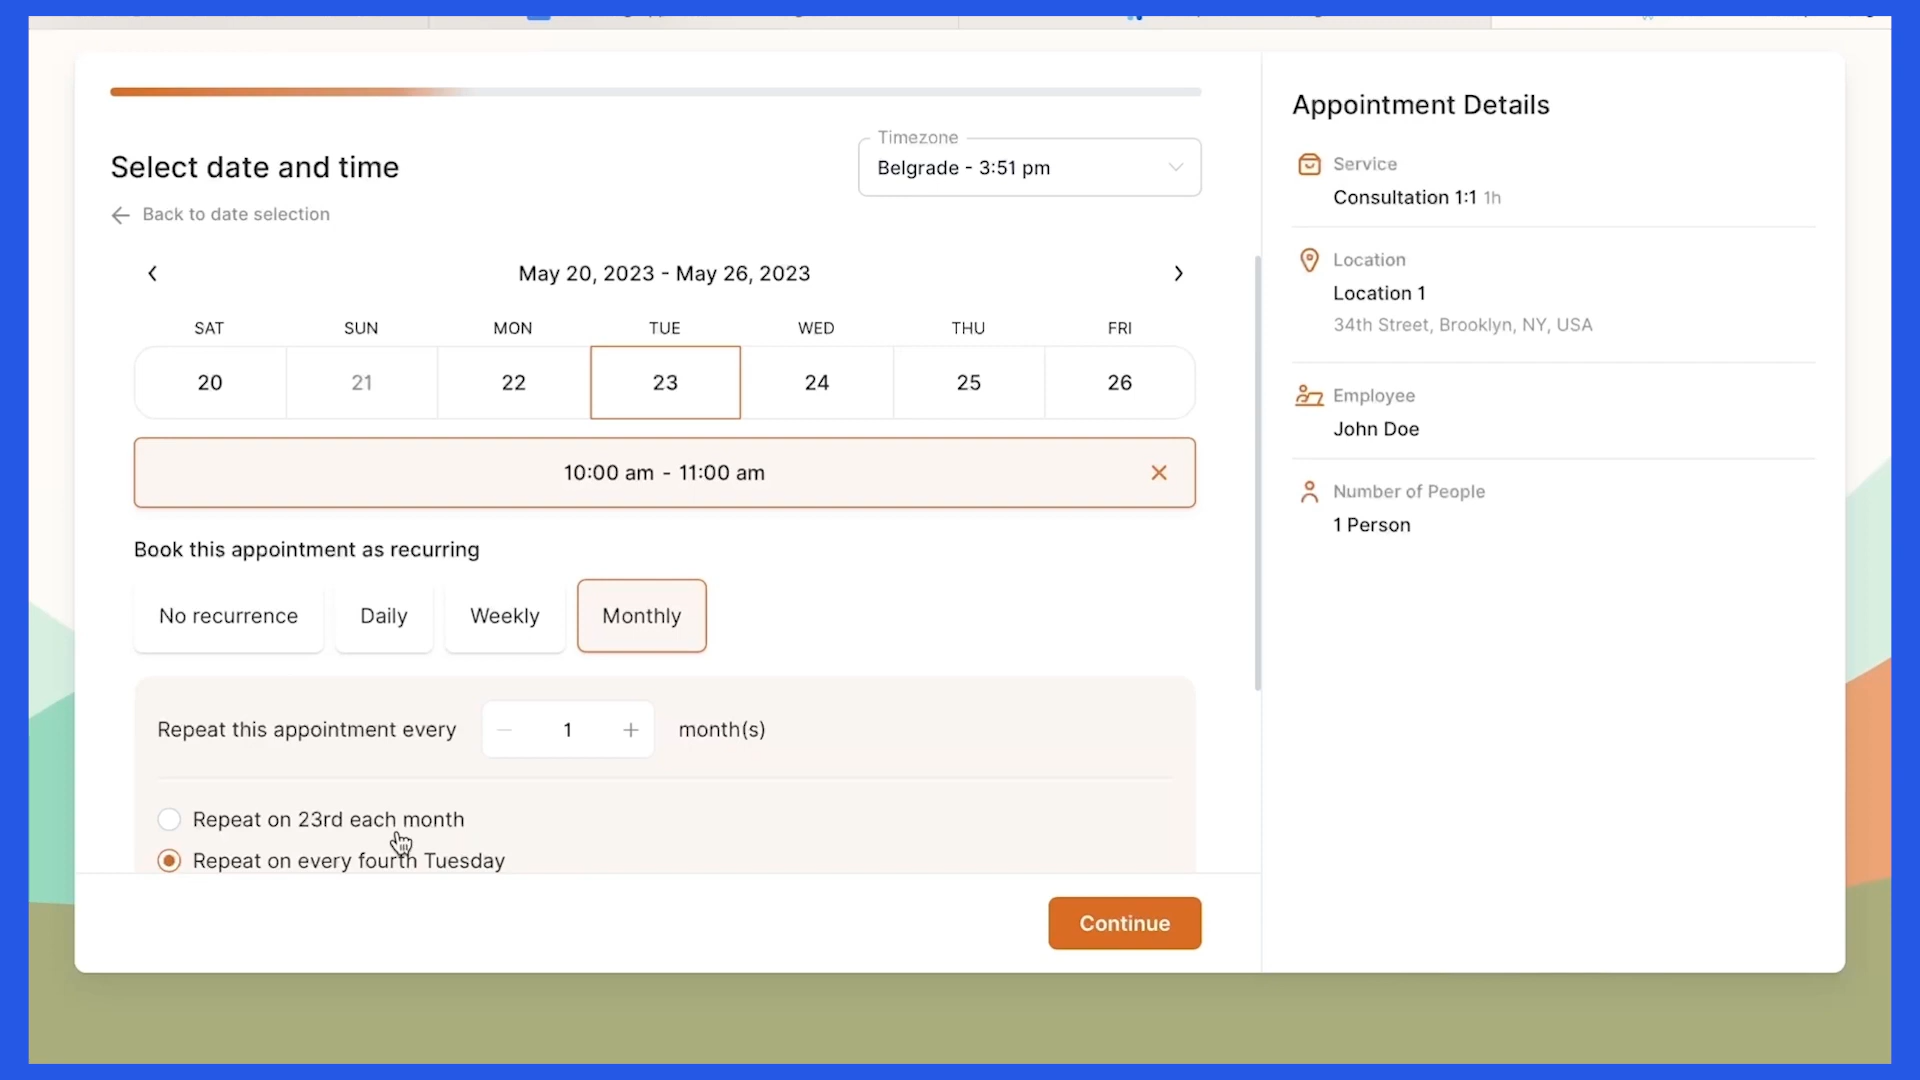 Timezone
Select date and time
Belgrade - 3:51 pm
Back to date selection
May 20, 2023 - May 26, 2023
SAT SUN MON TUE WED THU FRI
20 21 22 23 24 25 26
10:00 am - 11:00 am
Book this appointment as recurring
No recurrence Daily Weekly Monthly
Repeat this appointment every 1 month(s)
Repeat on 23rd each month
Repeat on every fourth Tuesday
Continue
Appointment Details
Service
Consultation 1:1 1h
Location
Location 1
34th Street, Brooklyn, NY, USA
Employee
John Doe
Number of People
1 Person